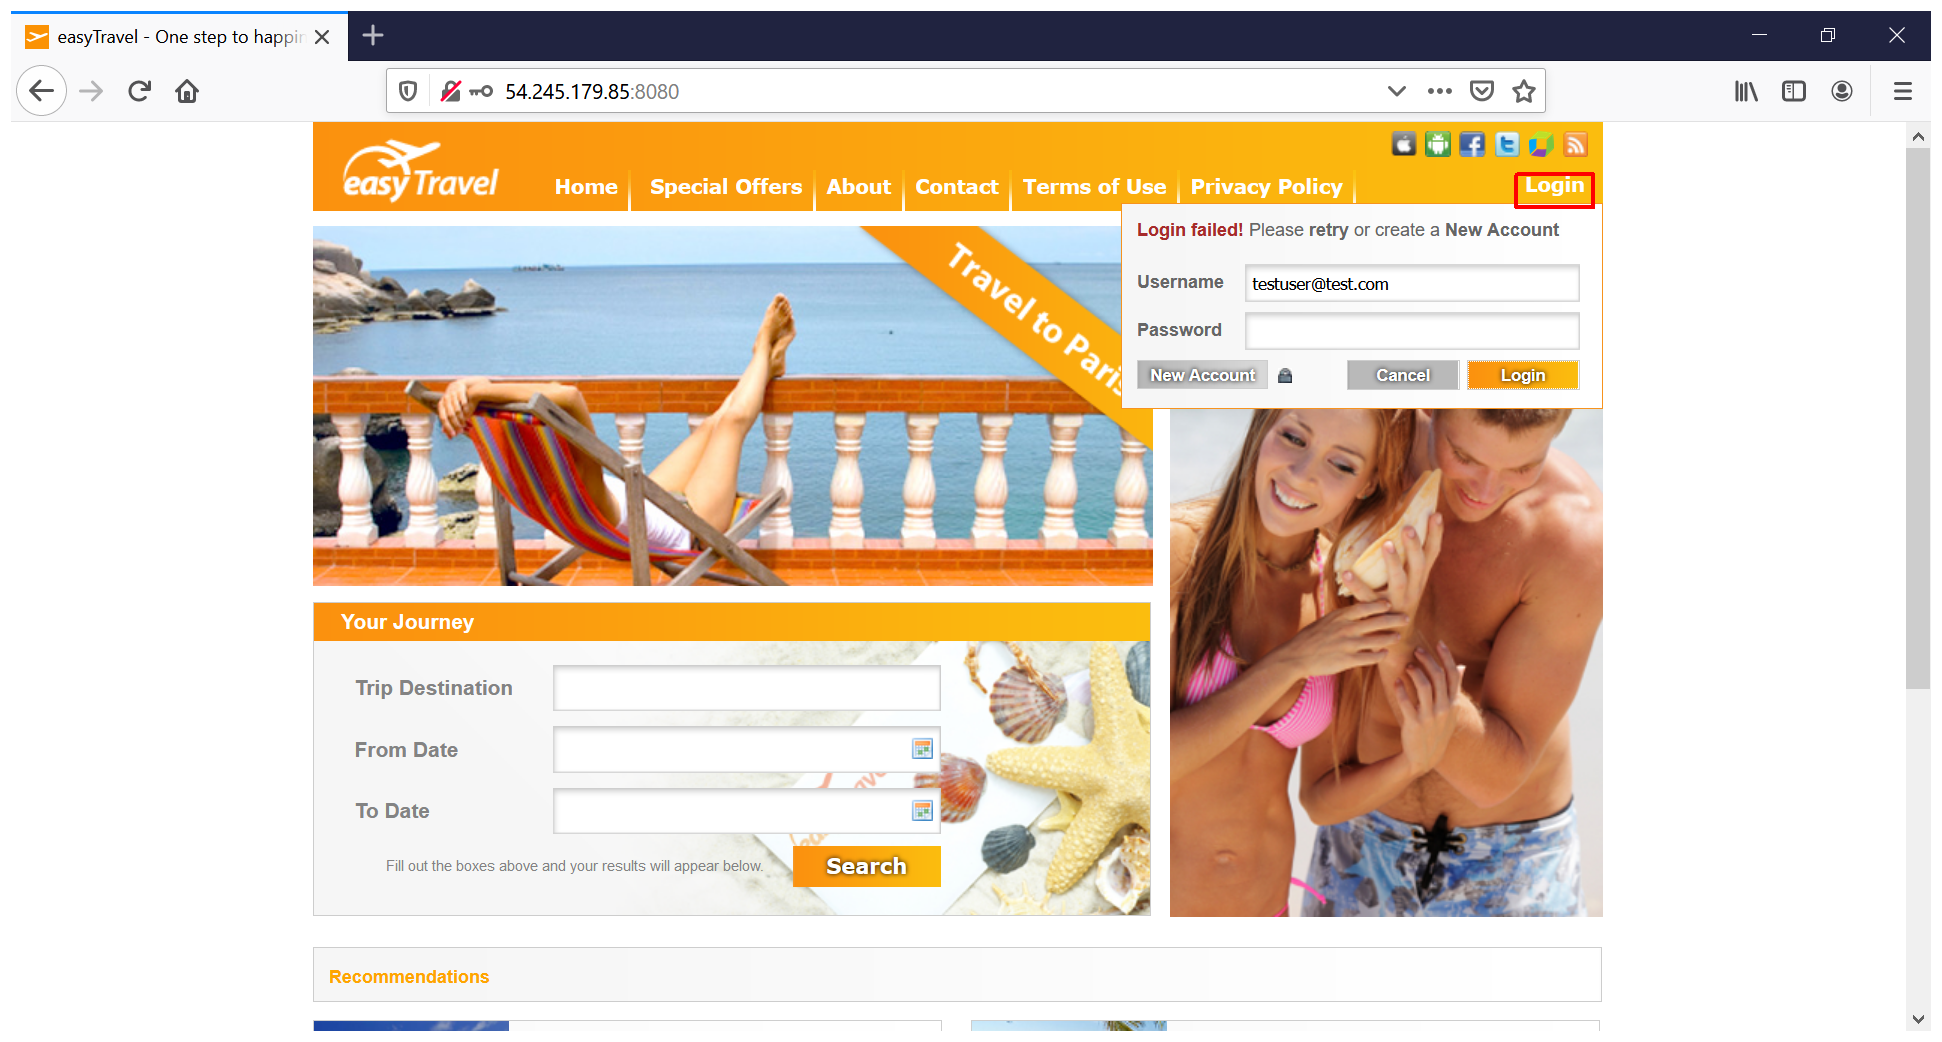 easyTravel - One step to happin
54.245.179.85:8080
easyTravel
Home
Special Offers
About
Contact
Terms of Use
Privacy Policy
Login
Login failed! Please retry or create a New Account
Username
testuser@test.com
Password
New Account
Cancel
Login
Travel to Paris
Your Journey
Trip Destination
From Date
To Date
Fill out the boxes above and your results will appear below.
Search
Recommendations